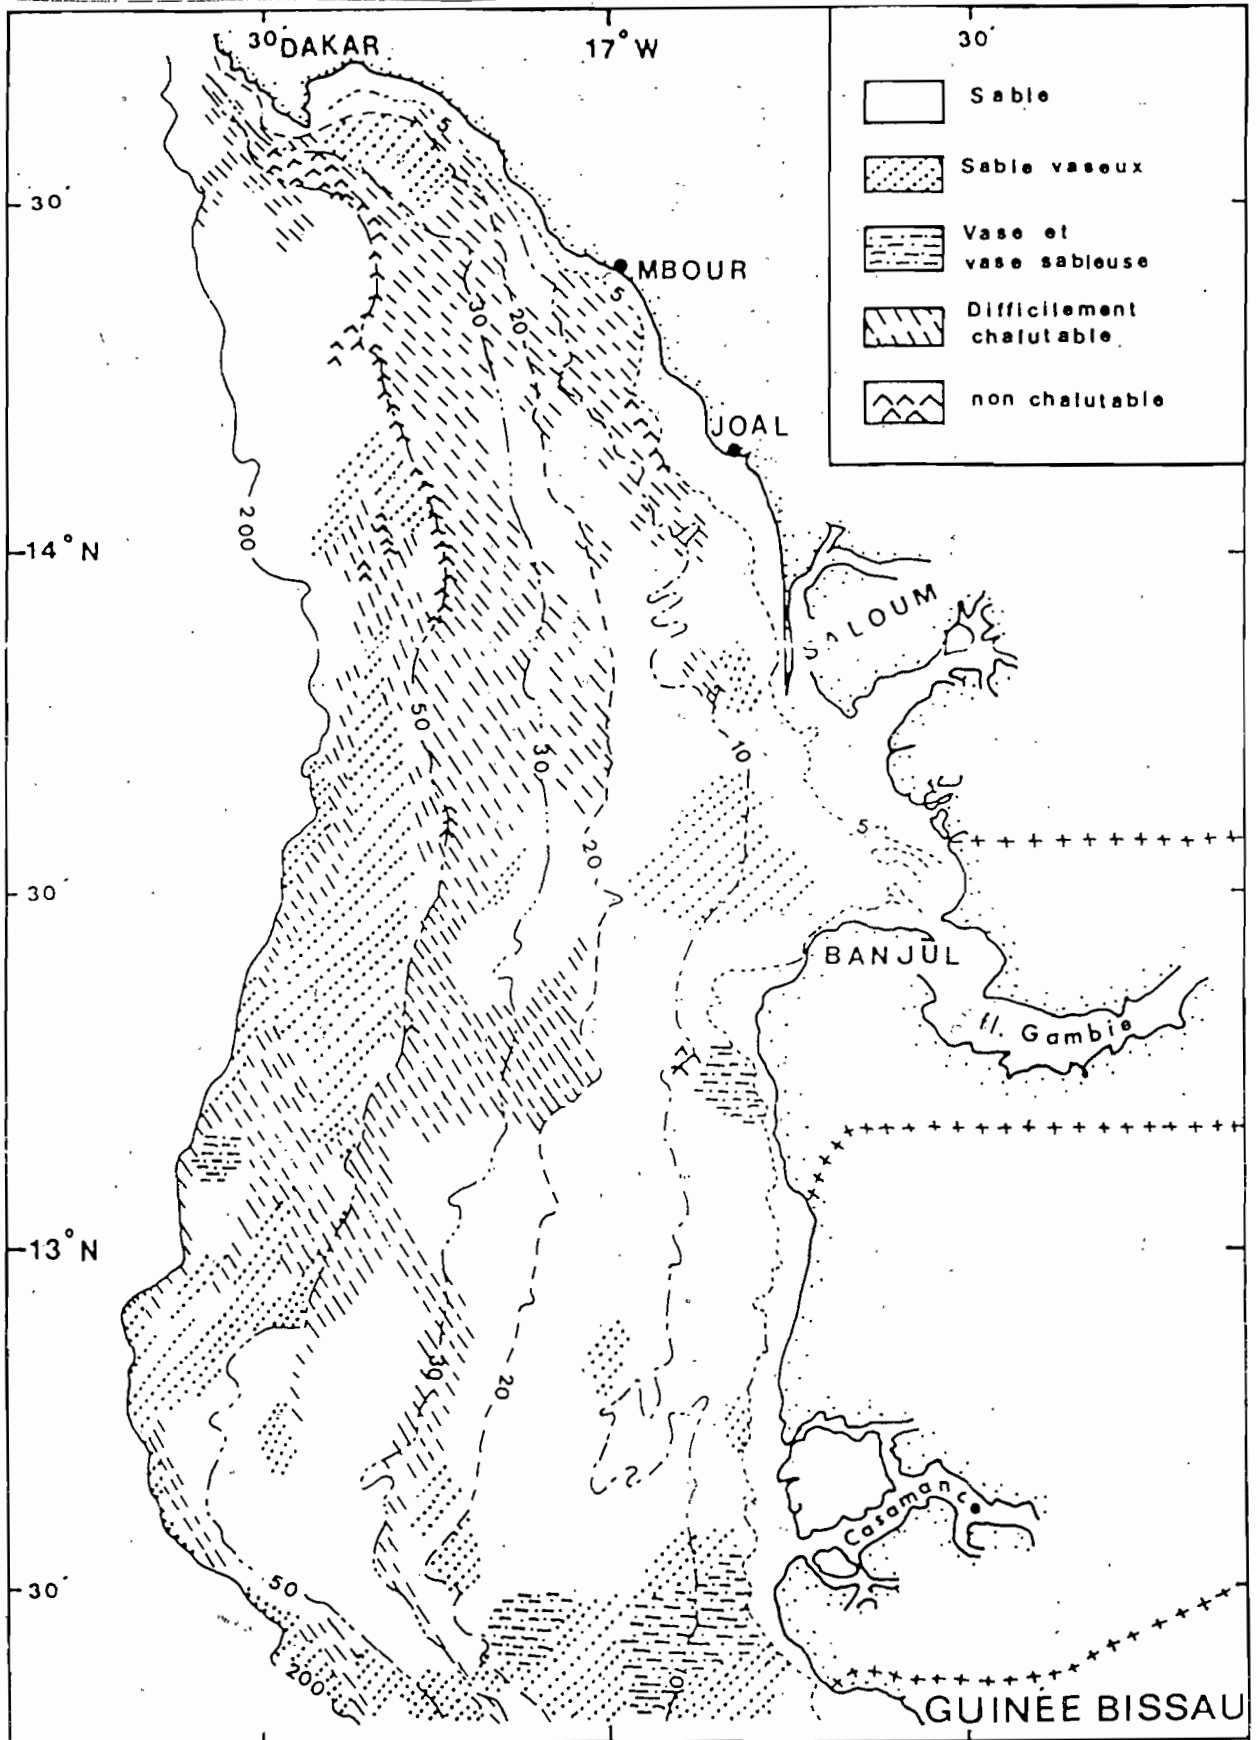 30'
DAKAR
17°W
30'
Sable
Sable vaseux
Vase et
vase sableuse
Difficilement
chalutable
non chalutable
5
30'
MBOUR
5
30
20
JOAL
200
14°N
SALOUM
50
30
10
5
20
30
BANJUL
fl. Gambie
13°N
30
20
Casamance
30'
50
200
10
GUINÉE BISSAU